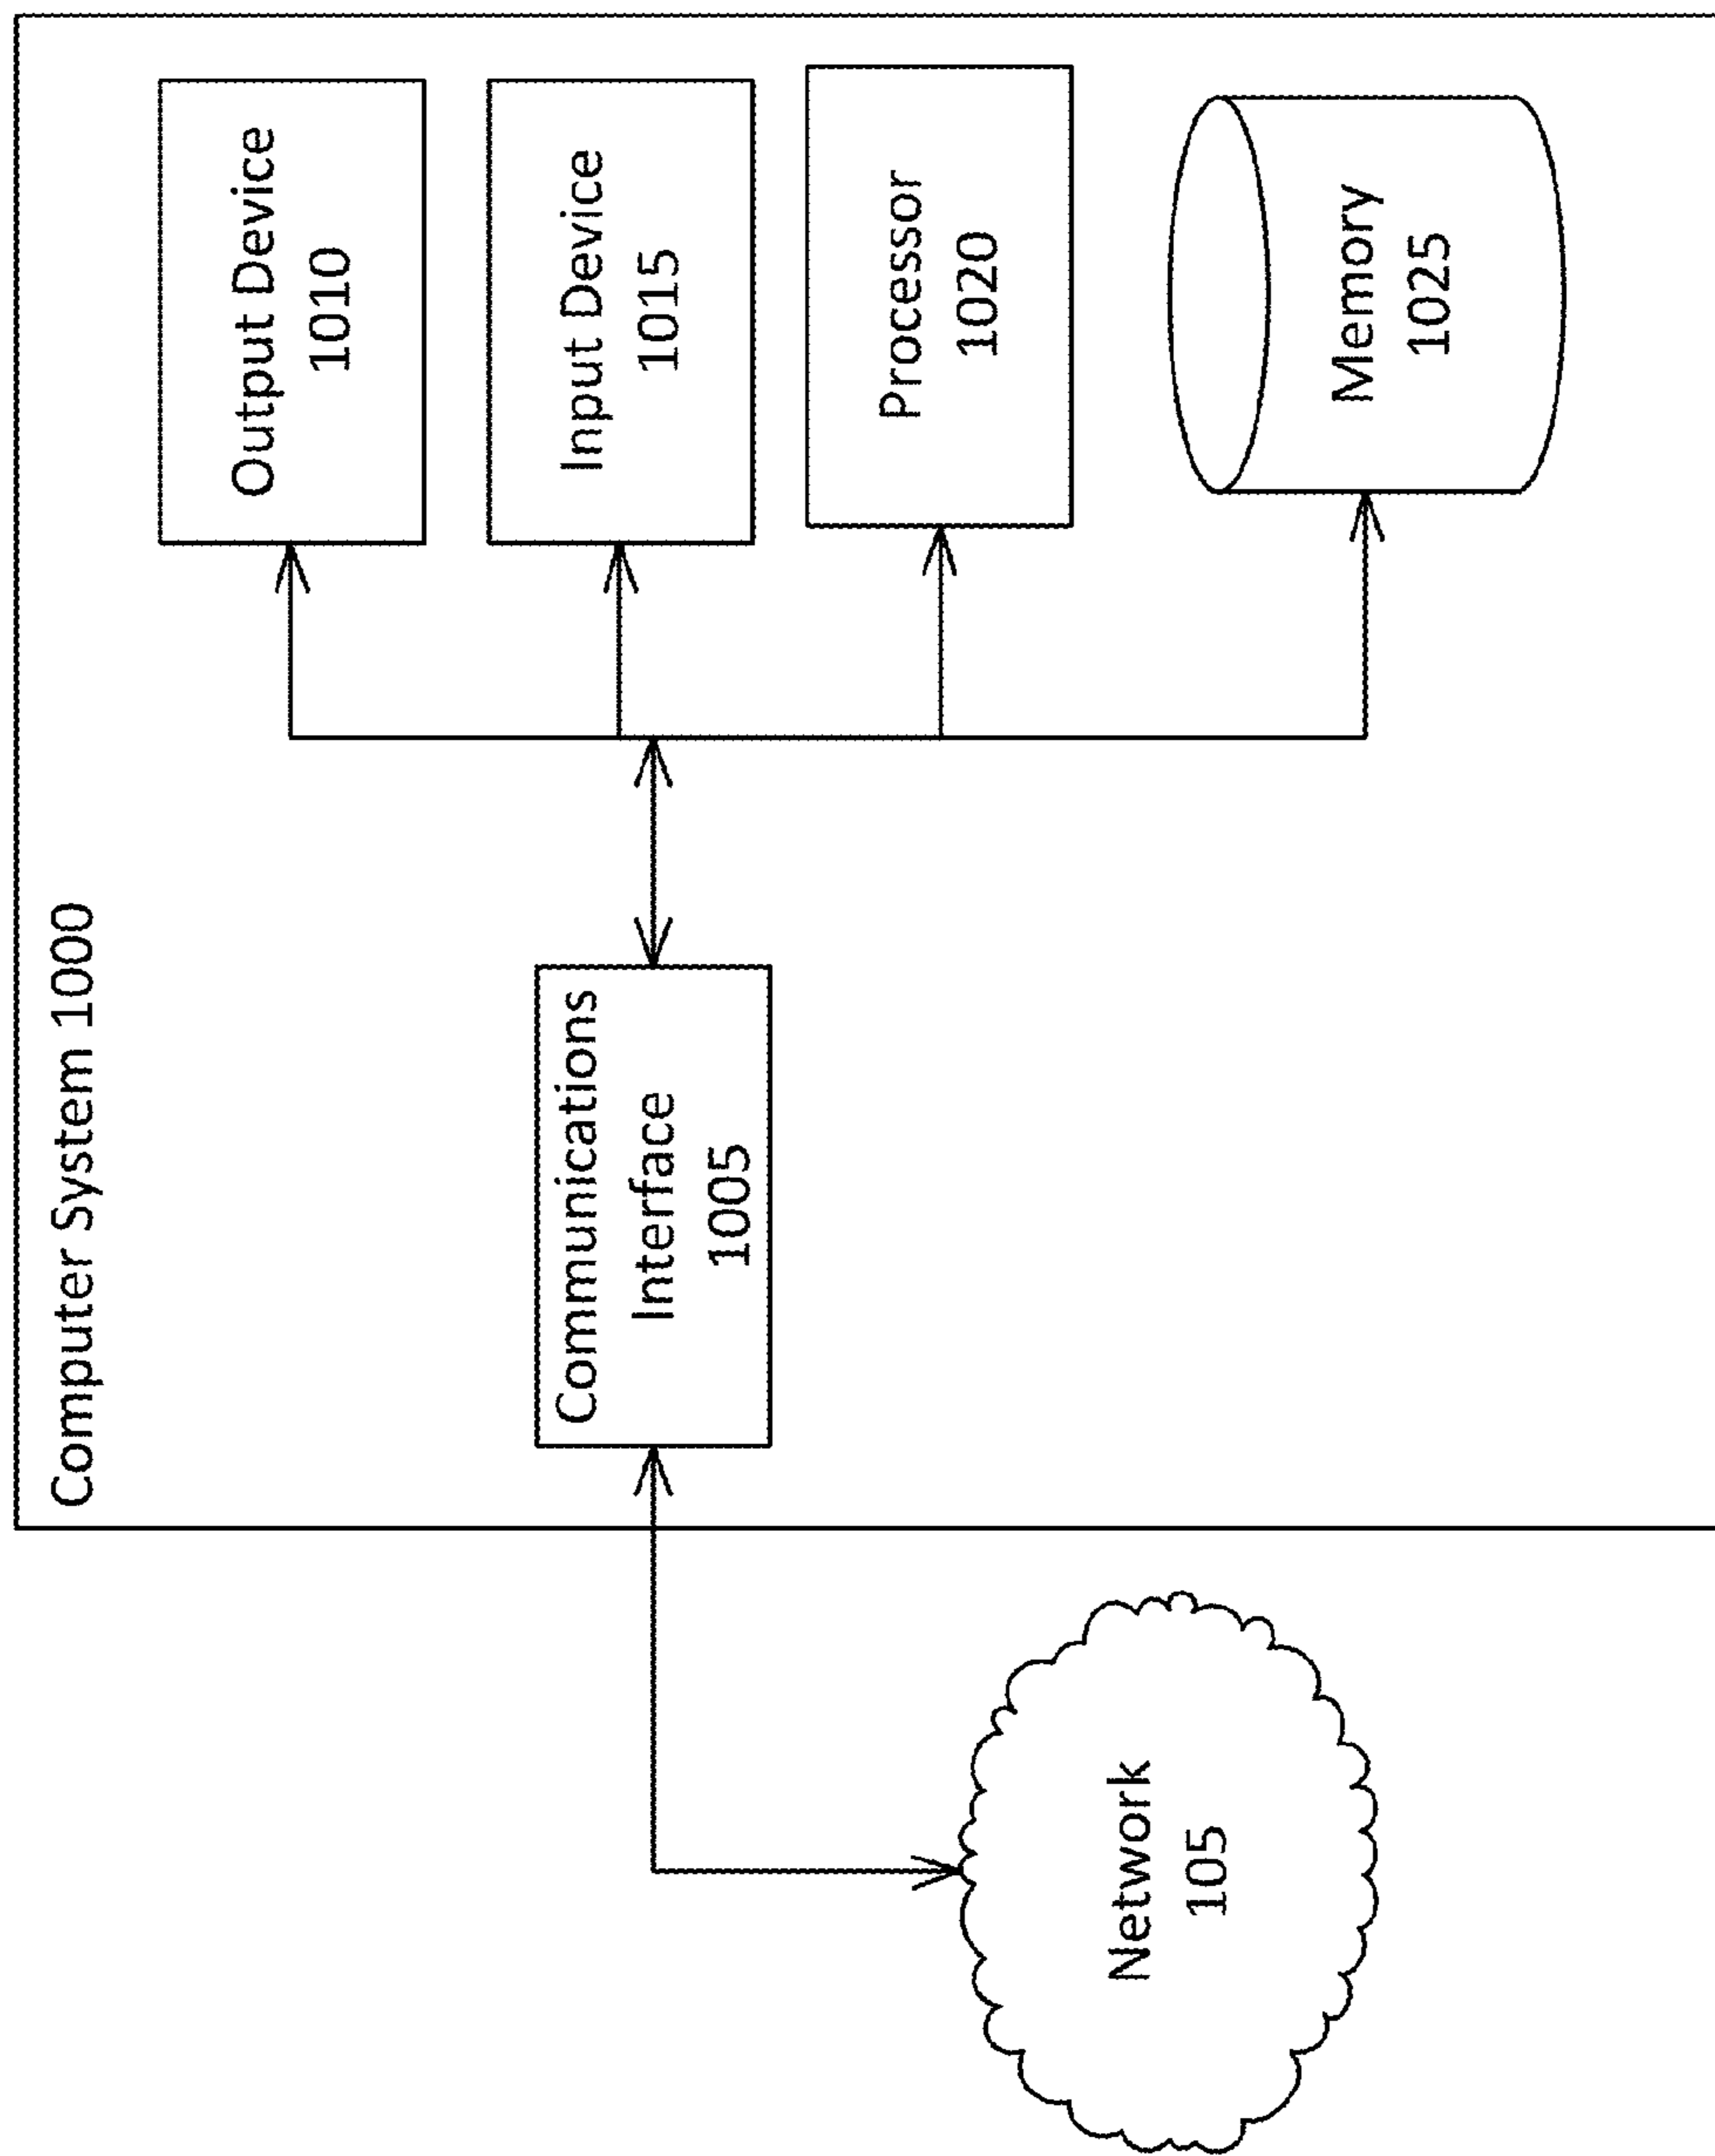 Computer System 1000
Output Device
1010
Input Device
1015
Communications
Interface
1005
Processor
1020
Memory
1025
Network
105